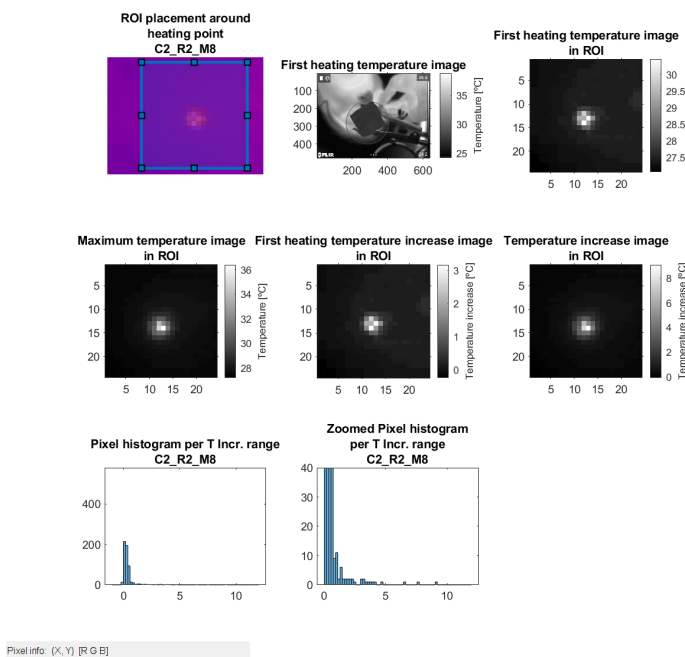 ROI placement around
heating point
C2_R2_M8
First heating temperature image
100
200
300
400
200 400 600
35
30
25
Temperature [ºC]
First heating temperature image
in ROI
5
10
15
20
5 10 15 20
30
29.5
29
28.5
28
27.5
Maximum temperature image
in ROI
5
10
15
20
5 10 15 20
36
34
32
30
28
Temperature [ºC]
First heating temperature increase image
in ROI
5
10
15
20
5 10 15 20
3
2
1
0
Temperature increase [ºC]
Temperature increase image
in ROI
5
10
15
20
5 10 15 20
8
6
4
2
0
Temperature increase [ºC]
Pixel histogram per T Incr. range
C2_R2_M8
400
200
0
0 5 10
Zoomed Pixel histogram
per T Incr. range
C2_R2_M8
40
30
20
10
0
0 5 10
Pixel info: (X, Y) [R G B]